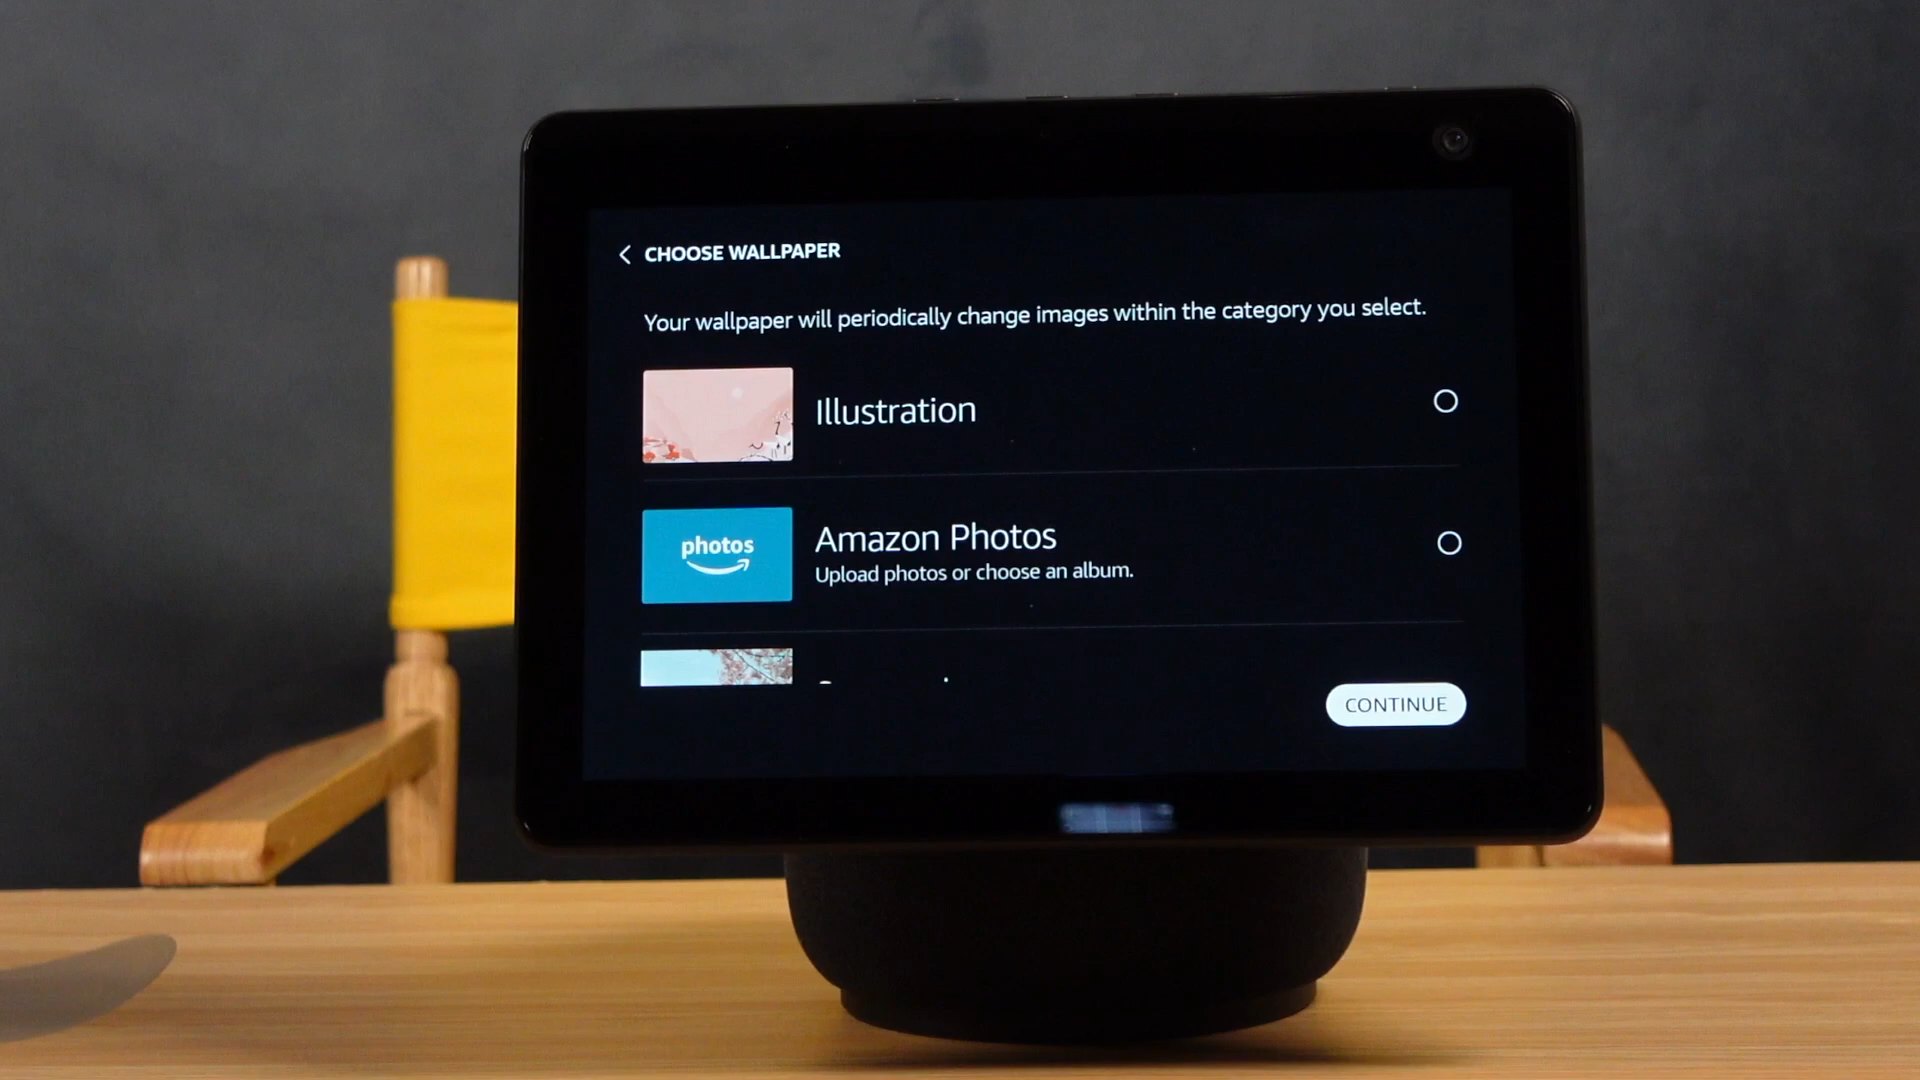 CHOOSE WALLPAPER
Your wallpaper will periodically change images within the category you select.
Illustration
photos
Amazon Photos
Upload photos or choose an album.
CONTINUE